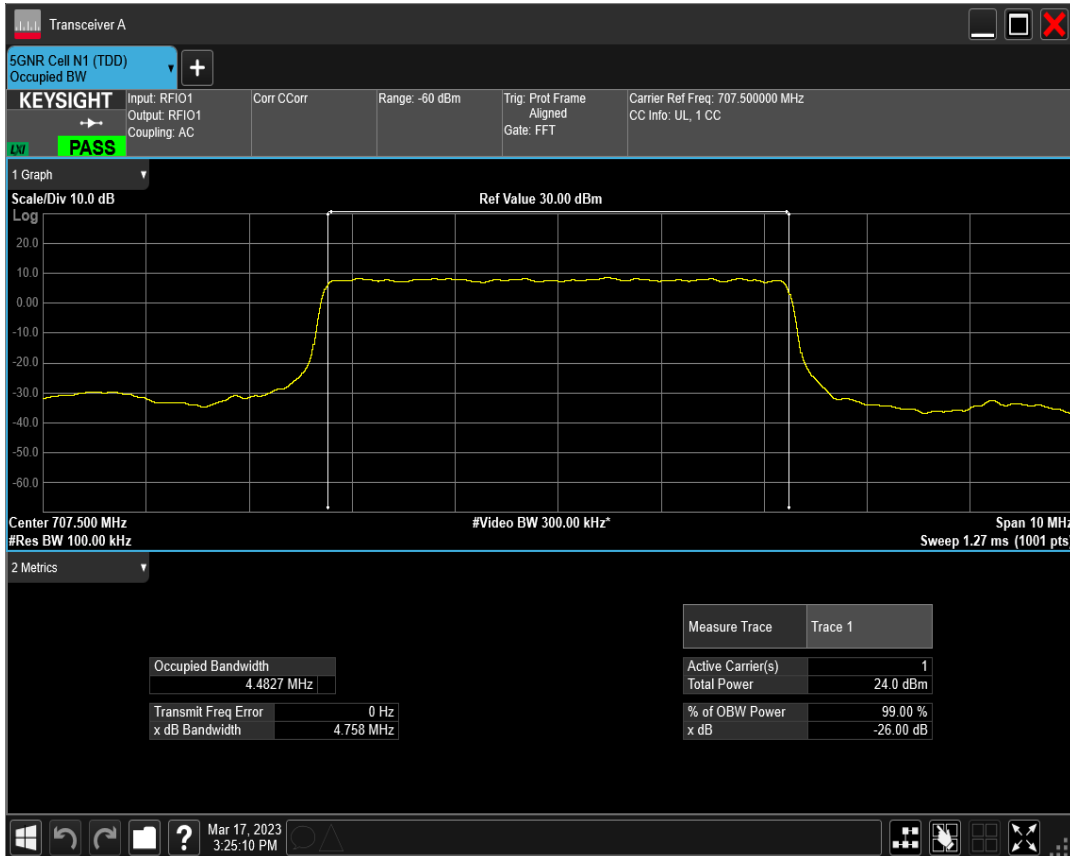 Transceiver A
5GNR Cell N1 (TDD)
Occupied BW
+
KEYSIGHT
LXI
PASS
Input: RFIO1
Output: RFIO1
Coupling: AC
Corr CCorr
Range: -60 dBm
Trig: Prot Frame
Aligned
Gate: FFT
Carrier Ref Freq: 707.500000 MHz
CC Info: UL, 1 CC
1 Graph
Scale/Div 10.0 dB
Ref Value 30.00 dBm
Log
20.0
10.0
0.00
-10.0
-20.0
-30.0
-40.0
-50.0
-60.0
Center 707.500 MHz
#Video BW 300.00 kHz*
Span 10 MHz
#Res BW 100.00 kHz
Sweep 1.27 ms (1001 pts)
2 Metrics
Measure Trace Trace 1
Occupied Bandwidth
4.4827 MHz
Transmit Freq Error 0 Hz
x dB Bandwidth 4.758 MHz
Active Carrier(s) 1
Total Power 24.0 dBm
% of OBW Power 99.00 %
x dB -26.00 dB
?
Mar 17, 2023
3:25:10 PM